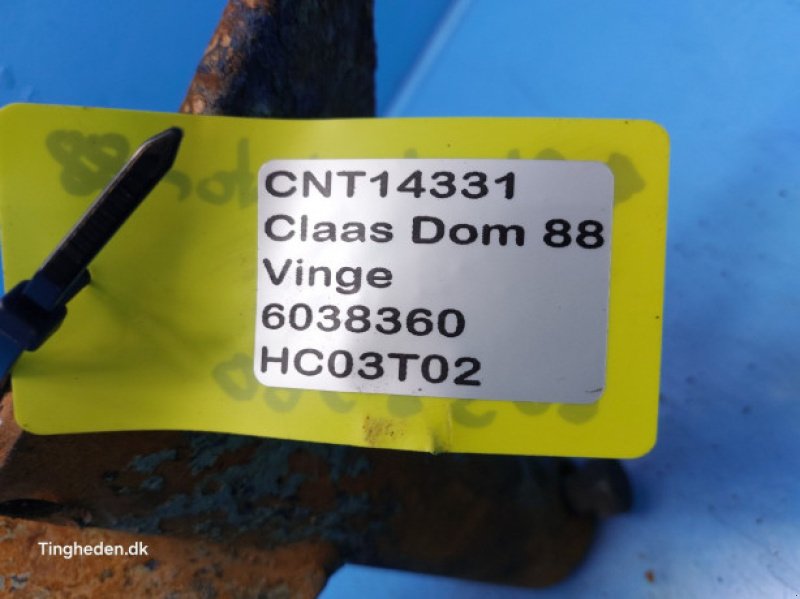 CNT14331
Claas Dom 88
Vinge
6038360
HC03T02
Tingheden.dk